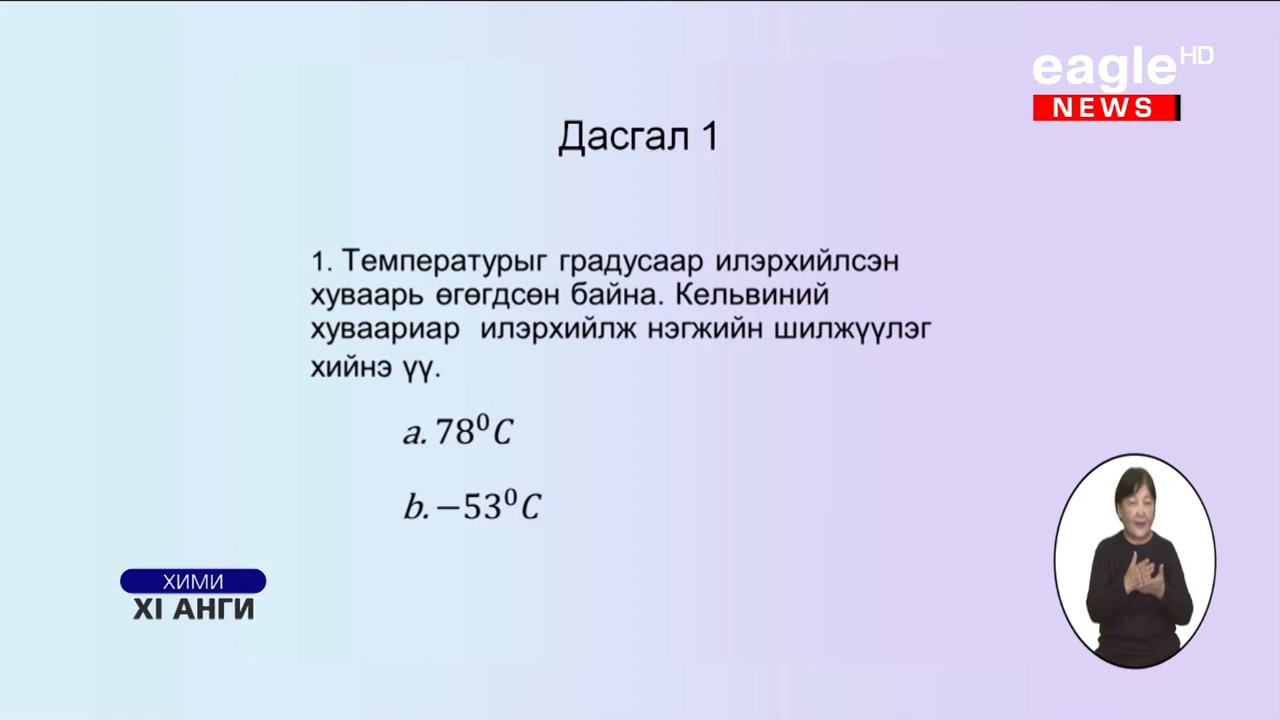 eagle HD
NEWS
Дасгал 1
1. Температурыг градусаар илэрхийлсэн
хуваарь өгөгдсөн байна. Кельвиний
хуваариар илэрхийлж нэгжийн шилжүүлэг
хийнэ үү.
a. 78⁰C
b. −53⁰C
ХИМИ
XI АНГИ